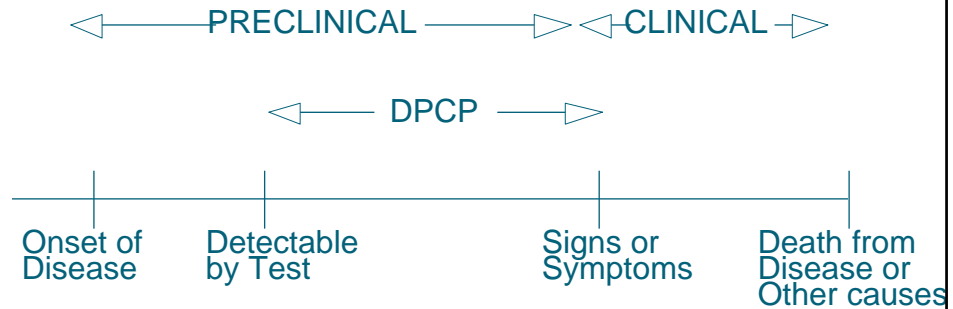 PRECLINICAL CLINICAL
DPCP
Onset of Detectable Signs or Death from
Disease by Test Symptoms Disease or
Other causes